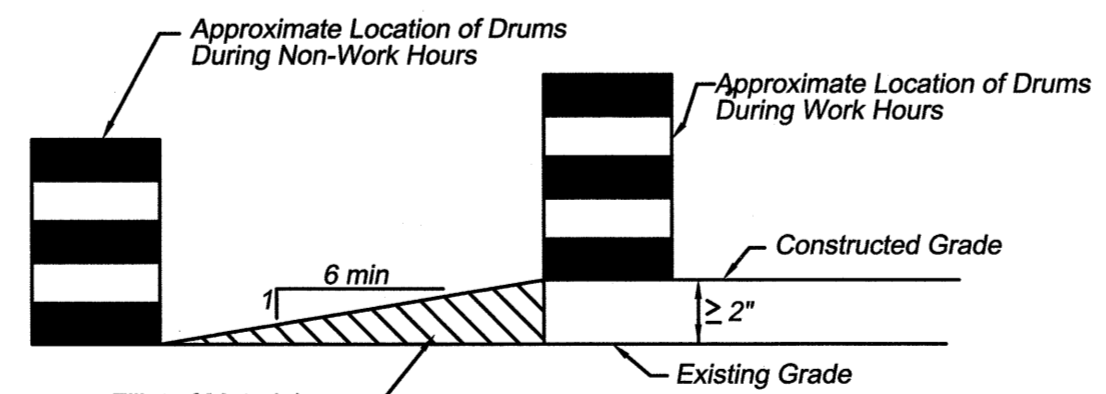 Approximate Location of Drums
During Non-Work Hours
Approximate Location of Drums
During Work Hours
Constructed Grade
6 min
1
≥ 2"
Existing Grade